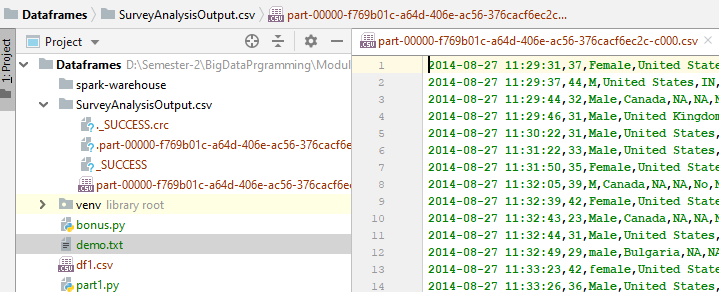 Dataframes SurveyAnalysisOutput.csv part-00000-f769b01c-a64d-406e-ac56-376cacf6ec2c...
1: Project
Project
Dataframes D:\Semester-2\BigDataPrgramming\Modul
spark-warehouse
SurveyAnalysisOutput.csv
._SUCCESS.crc
.part-00000-f769b01c-a64d-406e-ac56-376cacf6e
_SUCCESS
part-00000-f769b01c-a64d-406e-ac56-376cacf6ec
venv library root
bonus.py
demo.txt
df1.csv
part1.py
part-00000-f769b01c-a64d-406e-ac56-376cacf6ec2c-c000.csv
1 2014-08-27 11:29:31,37,Female,United State
2 2014-08-27 11:29:37,44,M,United States,IN,
3 2014-08-27 11:29:44,32,Male,Canada,NA,NA,N
4 2014-08-27 11:29:46,31,Male,United Kingdom
5 2014-08-27 11:30:22,31,Male,United States,
6 2014-08-27 11:31:22,33,Male,United States,
7 2014-08-27 11:31:50,35,Female,United State
8 2014-08-27 11:32:05,39,M,Canada,NA,NA,No,N
9 2014-08-27 11:32:39,42,Female,United State
10 2014-08-27 11:32:43,23,Male,Canada,NA,NA,N
11 2014-08-27 11:32:44,31,Male,United States,
12 2014-08-27 11:32:49,29,male,Bulgaria,NA,NA
13 2014-08-27 11:33:23,42,female,United State
14 2014-08-27 11:33:26,36,Male,United States,